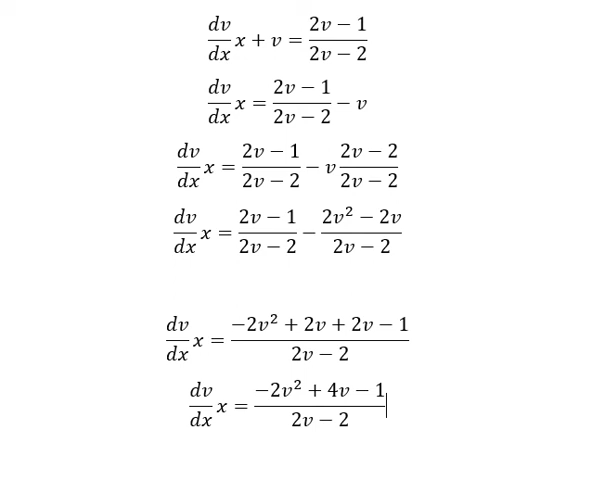 dv/dx x + v = (2v − 1)/(2v − 2)
dv/dx x = (2v − 1)/(2v − 2) − v
dv/dx x = (2v − 1)/(2v − 2) − v (2v − 2)/(2v − 2)
dv/dx x = (2v − 1)/(2v − 2) − (2v² − 2v)/(2v − 2)
dv/dx x = (−2v² + 2v + 2v − 1)/(2v − 2)
dv/dx x = (−2v² + 4v − 1)/(2v − 2)